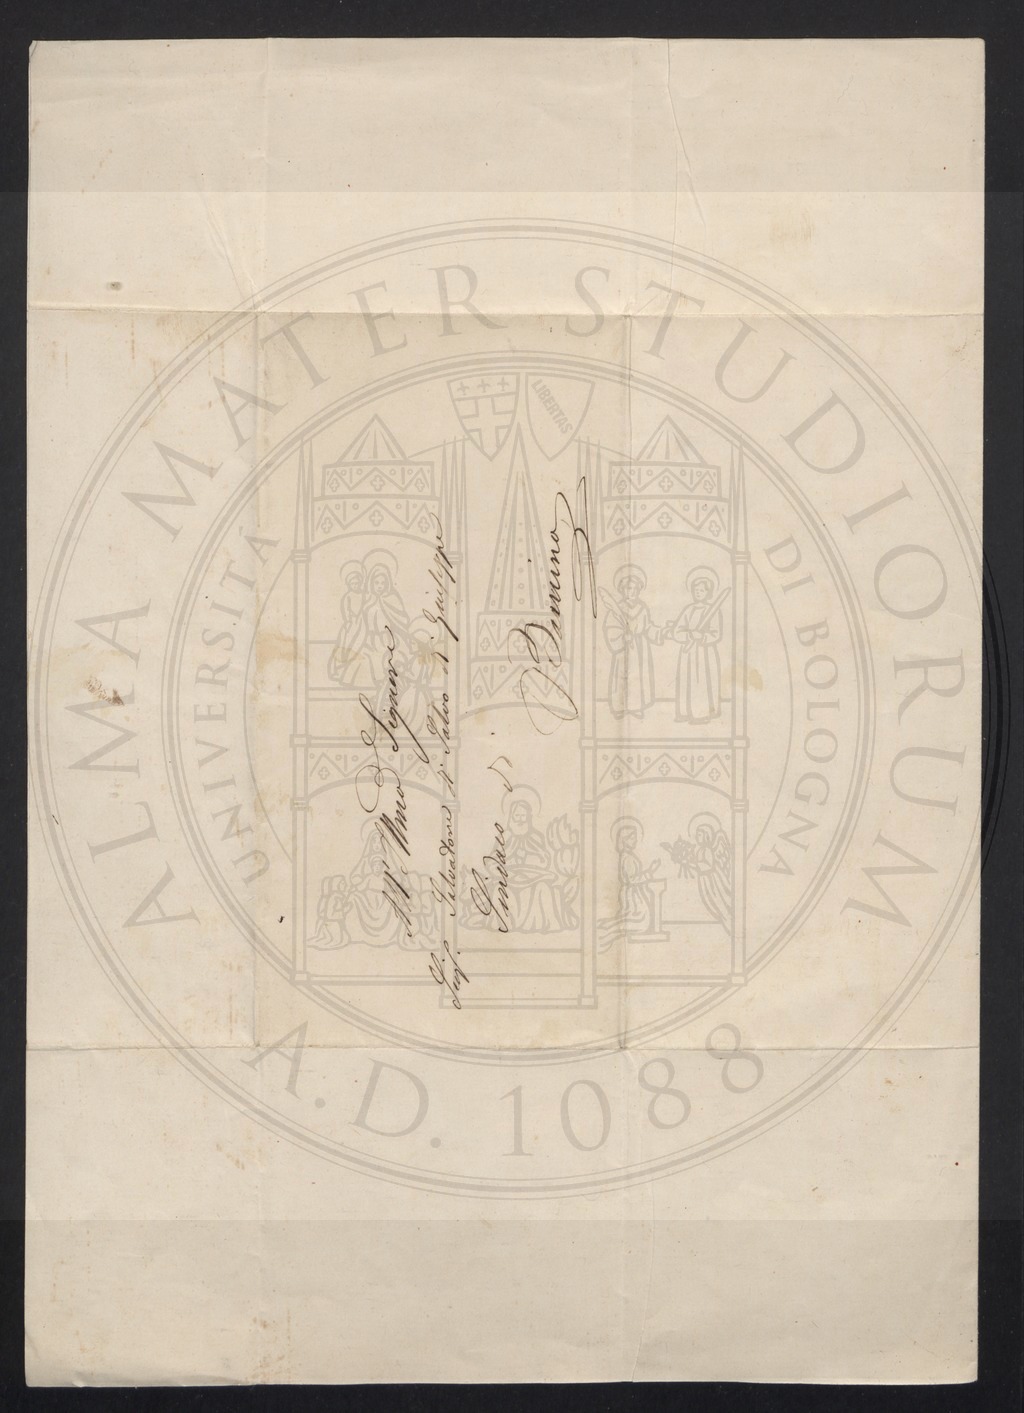 All' Illmo Signore
Sig. Salvatore di Salvo di Giuseppe
Sindaco di
ALMA MATER STUDIORUM
UNIVERSITÀ DI BOLOGNA
A.D. 1088
LIBERTAS